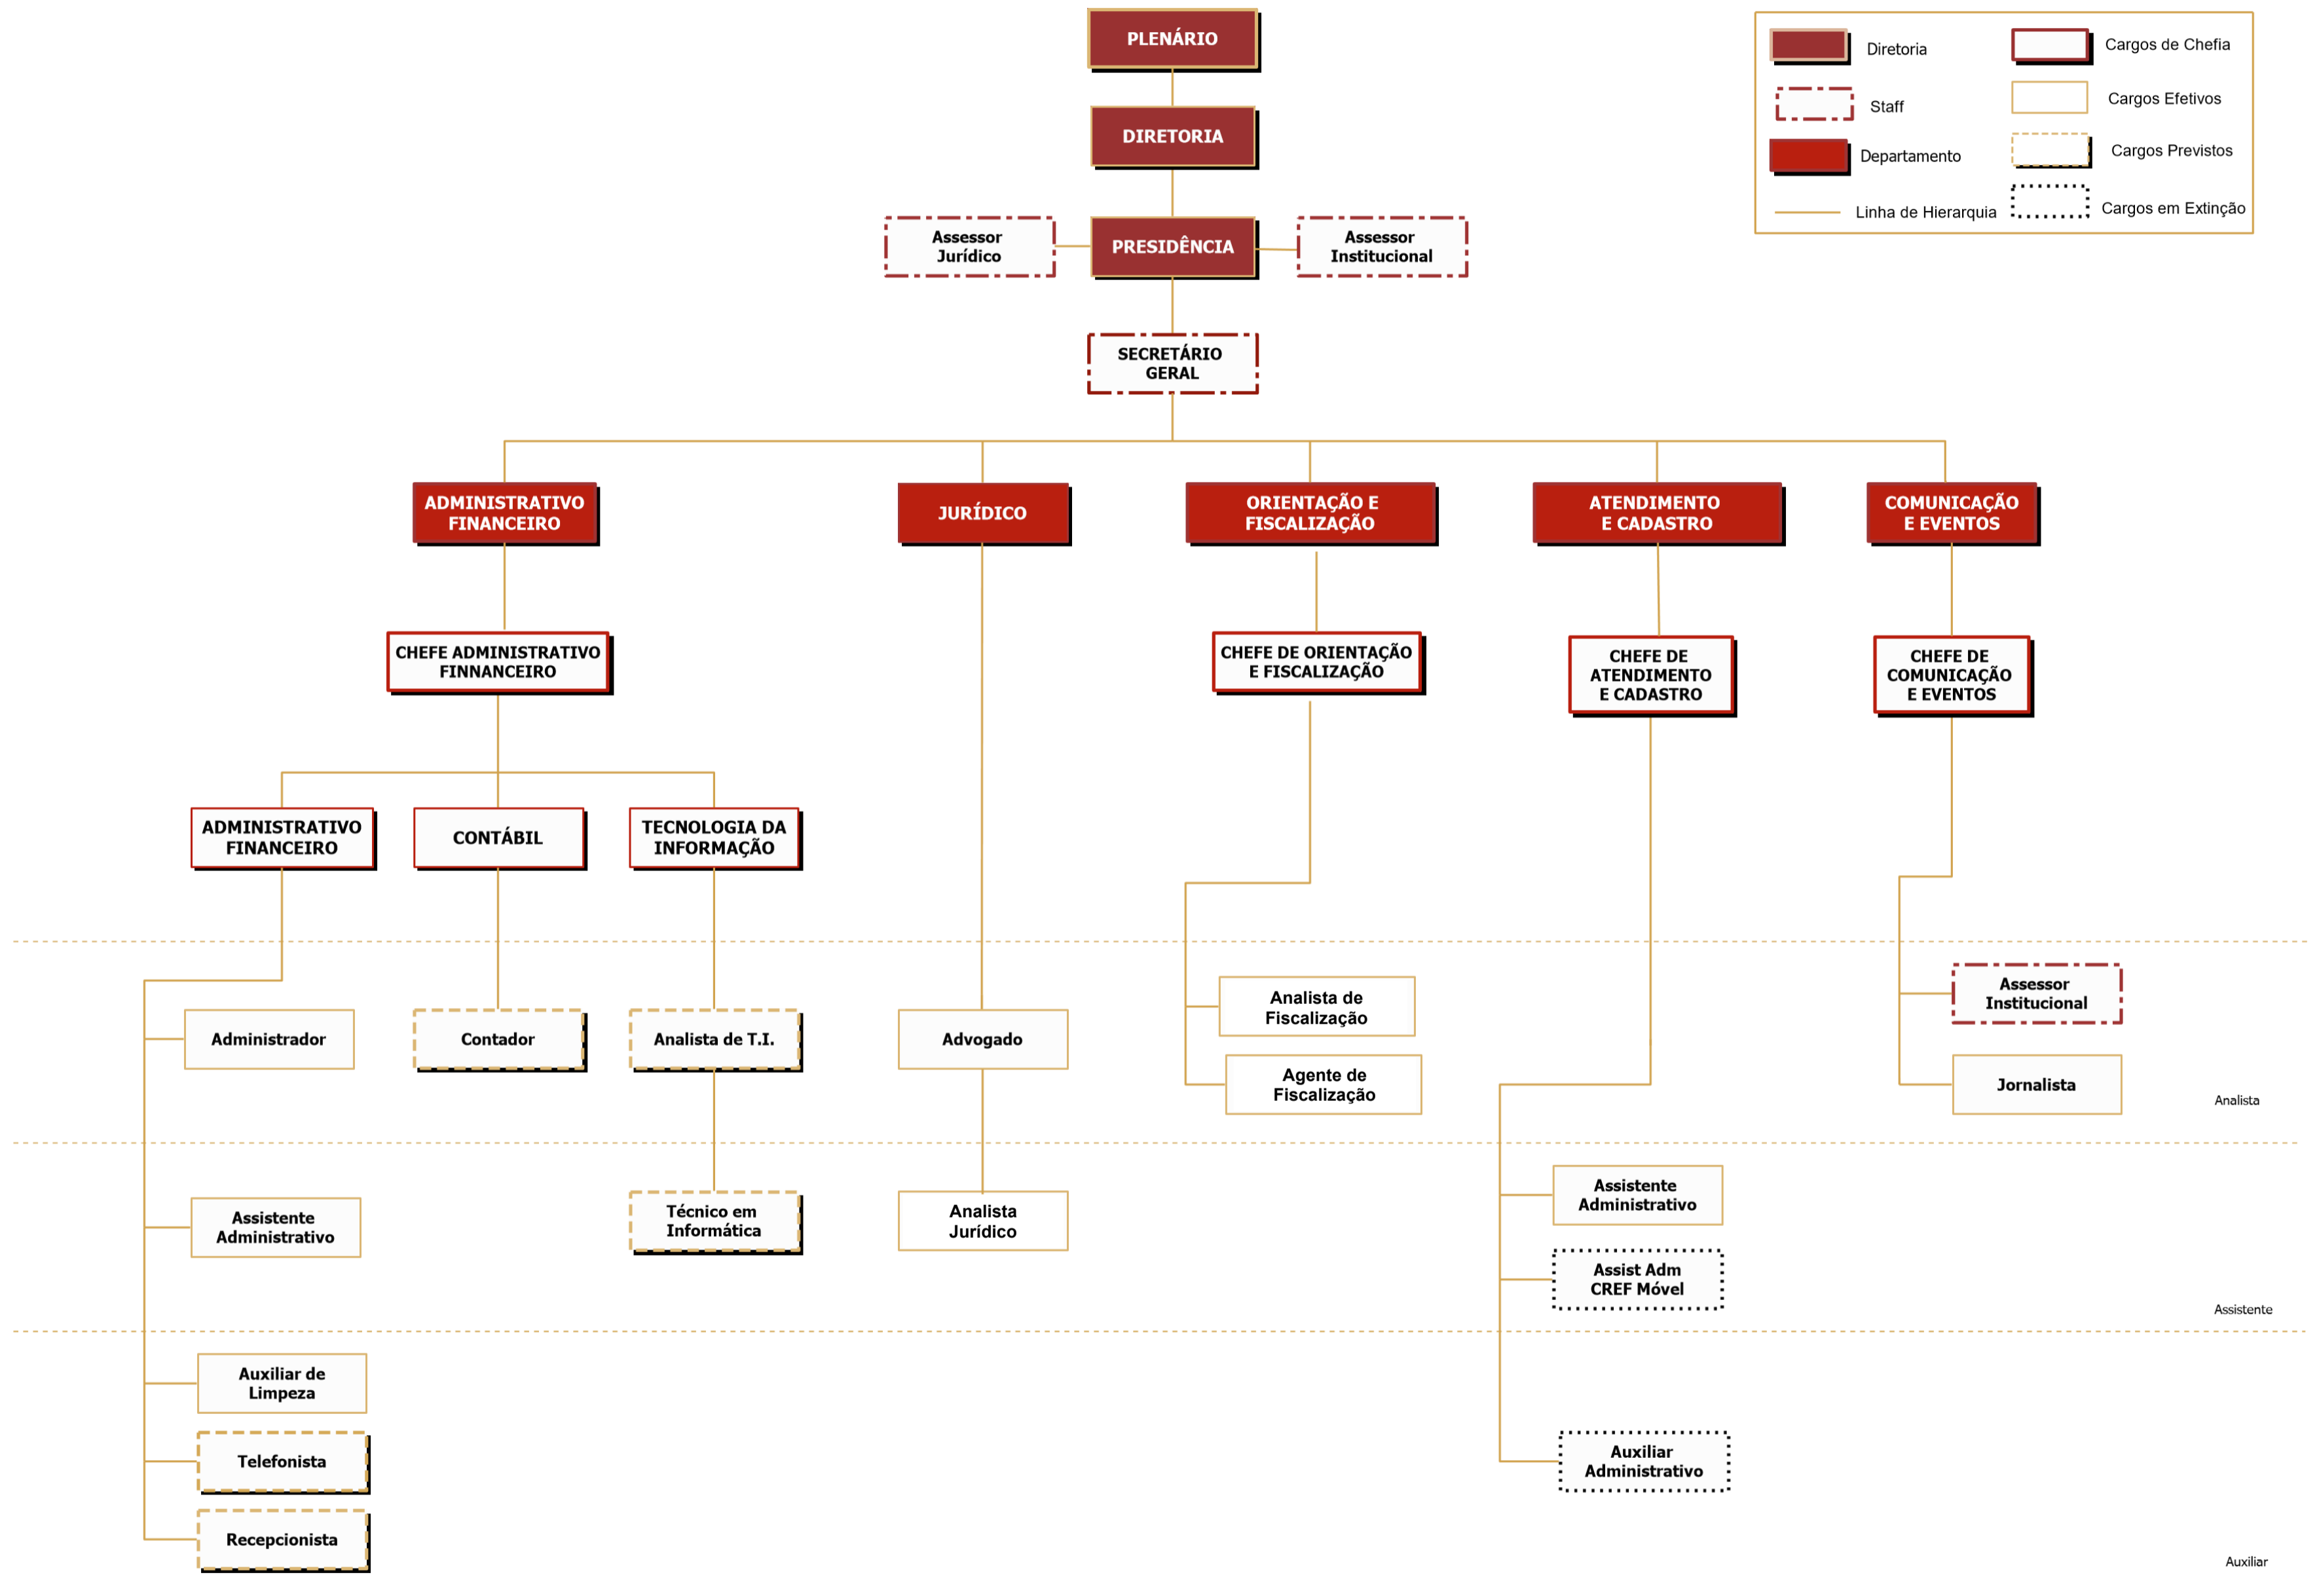 PLENÁRIO
DIRETORIA
Assessor
Jurídico
PRESIDÊNCIA
Assessor
Institucional
SECRETÁRIO
GERAL
Diretoria
Cargos de Chefia
Staff
Cargos Efetivos
Departamento
Cargos Previstos
Linha de Hierarquia
Cargos em Extinção
ADMINISTRATIVO
FINANCEIRO
JURÍDICO
ORIENTAÇÃO E
FISCALIZAÇÃO
ATENDIMENTO
E CADASTRO
COMUNICAÇÃO
E EVENTOS
CHEFE ADMINISTRATIVO
FINNANCEIRO
CHEFE DE ORIENTAÇÃO
E FISCALIZAÇÃO
CHEFE DE
ATENDIMENTO
E CADASTRO
CHEFE DE
COMUNICAÇÃO
E EVENTOS
ADMINISTRATIVO
FINANCEIRO
CONTÁBIL
TECNOLOGIA DA
INFORMAÇÃO
Administrador
Contador
Analista de T.I.
Advogado
Analista de
Fiscalização
Agente de
Fiscalização
Assessor
Institucional
Jornalista
Analista
Assistente
Administrativo
Técnico em
Informática
Analista
Jurídico
Assistente
Administrativo
Assist Adm
CREF Móvel
Assistente
Auxiliar de
Limpeza
Telefonista
Recepcionista
Auxiliar
Administrativo
Auxiliar